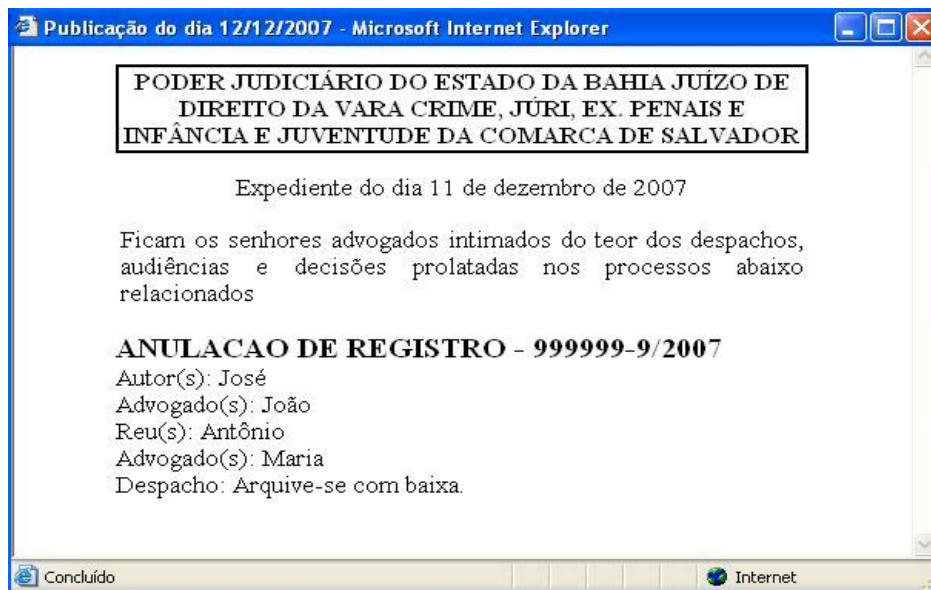 Publicação do dia 12/12/2007 - Microsoft Internet Explorer
PODER JUDICIÁRIO DO ESTADO DA BAHIA JUÍZO DE
DIREITO DA VARA CRIME, JÚRI, EX. PENAIS E
INFÂNCIA E JUVENTUDE DA COMARCA DE SALVADOR
Expediente do dia 11 de dezembro de 2007
Ficam os senhores advogados intimados do teor dos despachos,
audiências e decisões prolatadas nos processos abaixo
relacionados
ANULACAO DE REGISTRO - 999999-9/2007
Autor(s): José
Advogado(s): João
Reu(s): Antônio
Advogado(s): Maria
Despacho: Arquive-se com baixa.
Concluído
Internet